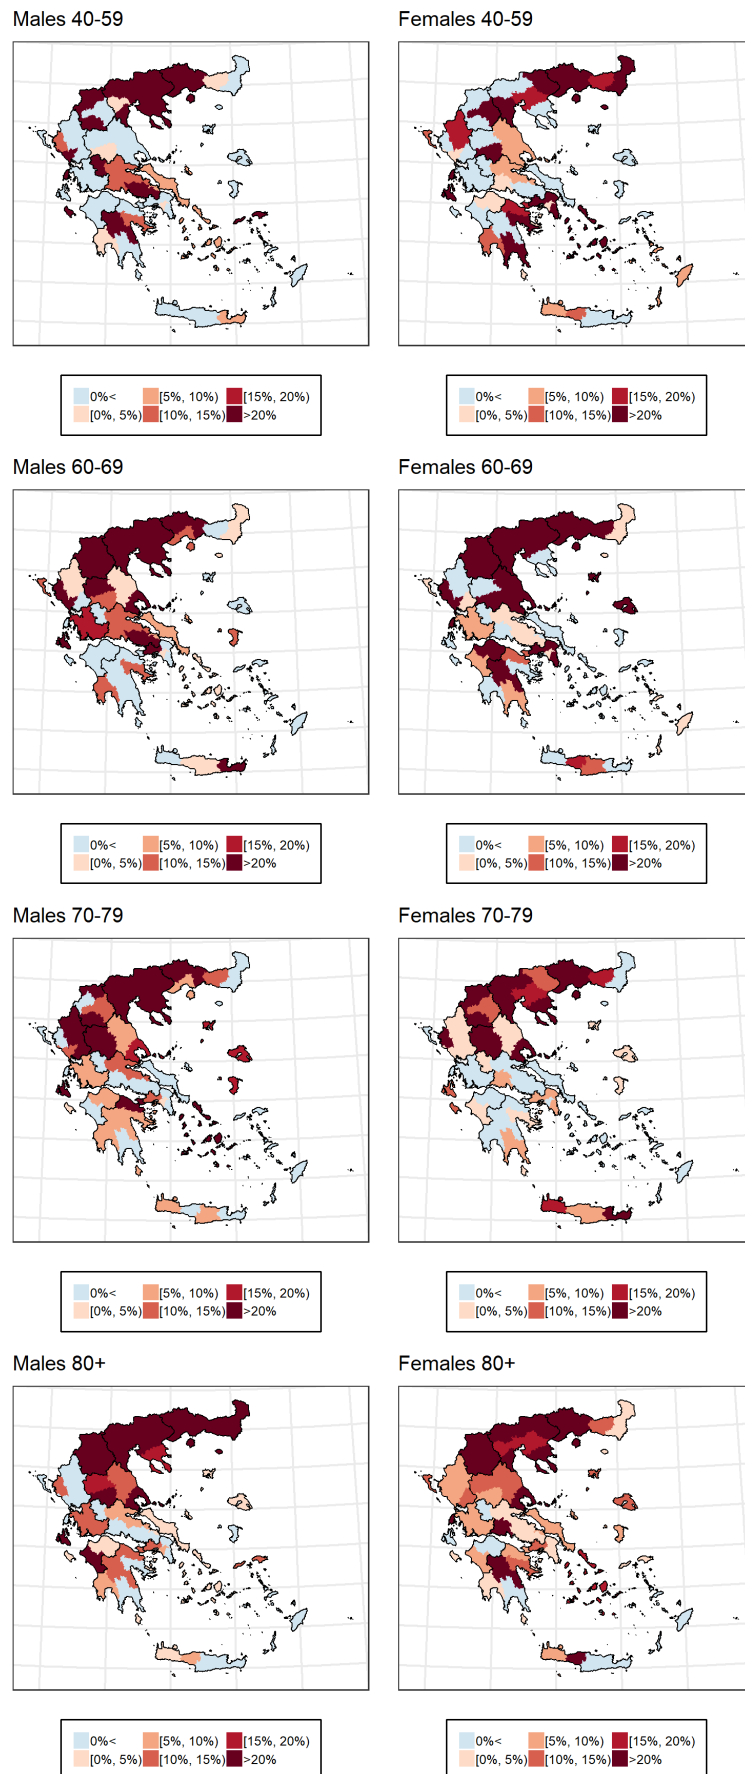 Males 40-59 Females 40-59
0%< [5%, 10%) [15%, 20%) 0%< [5%, 10%) [15%, 20%)
[0%, 5%) [10%, 15%) >20% [0%, 5%) [10%, 15%) >20%
Males 60-69 Females 60-69
0%< [5%, 10%) [15%, 20%) 0%< [5%, 10%) [15%, 20%)
[0%, 5%) [10%, 15%) >20% [0%, 5%) [10%, 15%) >20%
Males 70-79 Females 70-79
0%< [5%, 10%) [15%, 20%) 0%< [5%, 10%) [15%, 20%)
[0%, 5%) [10%, 15%) >20% [0%, 5%) [10%, 15%) >20%
Males 80+ Females 80+
0%< [5%, 10%) [15%, 20%) 0%< [5%, 10%) [15%, 20%)
[0%, 5%) [10%, 15%) >20% [0%, 5%) [10%, 15%) >20%